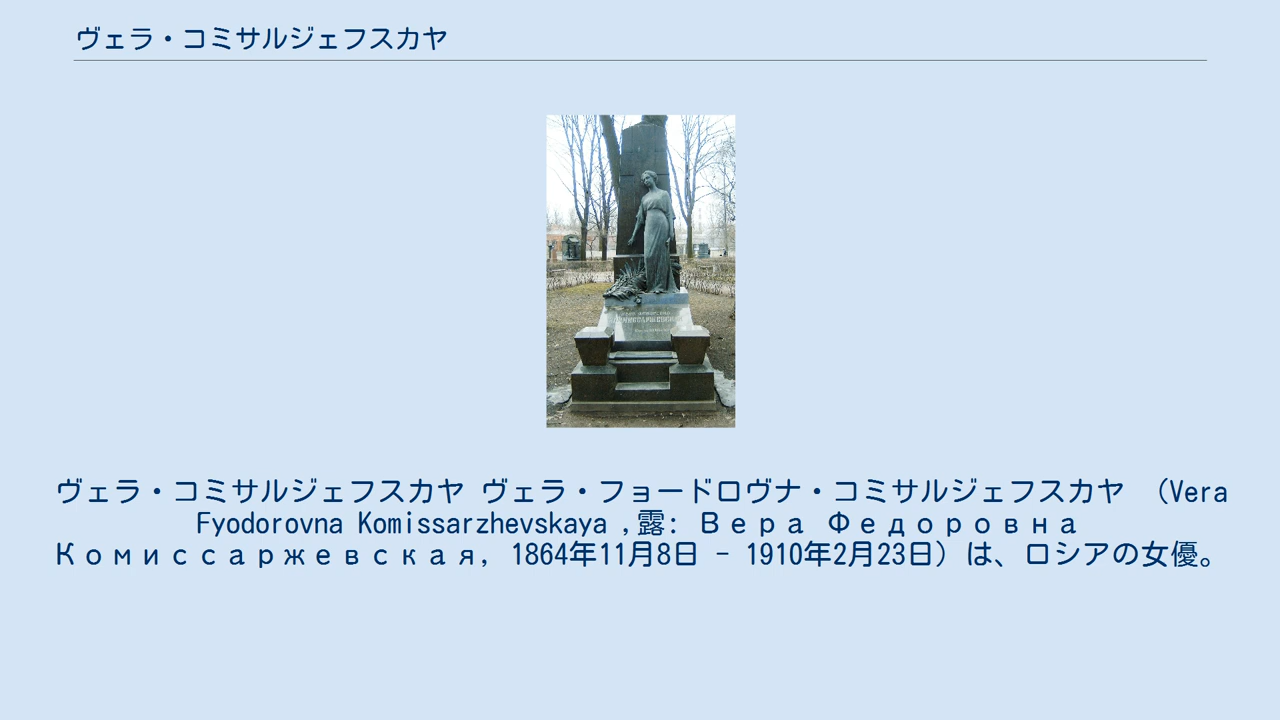 ヴェラ・コミサルジェフスカヤ
ヴェラ・コミサルジェフスカヤ ヴェラ・フョードロヴナ・コミサルジェフスカヤ （Vera
Fyodorovna Komissarzhevskaya ,露: Вера Федоровна
Комиссаржевская, 1864年11月8日 - 1910年2月23日）は、ロシアの女優。